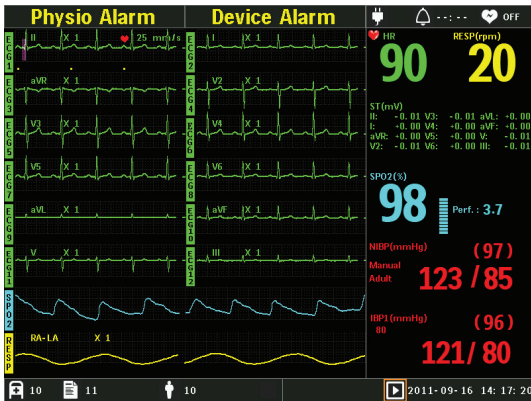 Physio Alarm Device Alarm --:-- OFF
ECG1 II X 1 25 mm/s ECG2 I X 1
HR 90 RESP(rpm) 20
ECG3 aVR X 1 ECG4 V2 X 1
ST(mV)
II: -0.01 V3: -0.01 aVL: +0.00
I: -0.00 V4: +0.00 aVF: +0.00
aVR: +0.00 V5: +0.00 V: -0.01
V2: -0.01 V6: +0.00 III: -0.01
ECG5 V3 X 1 ECG6 V4 X 1
ECG7 V5 X 1 ECG8 V6 X 1
SPO2(%)
98 Perf.: 3.7
ECG9 aVL X 1 ECG10 aVF X 1
ECG11 V X 1 ECG12 III X 1
NIBP(mmHg) (97)
Manual
Adult 123/85
SPO2
IBP1(mmHg) (96)
121/80
RESP RA-LA X 1
10 11 10 2011-09-16 14:17:20